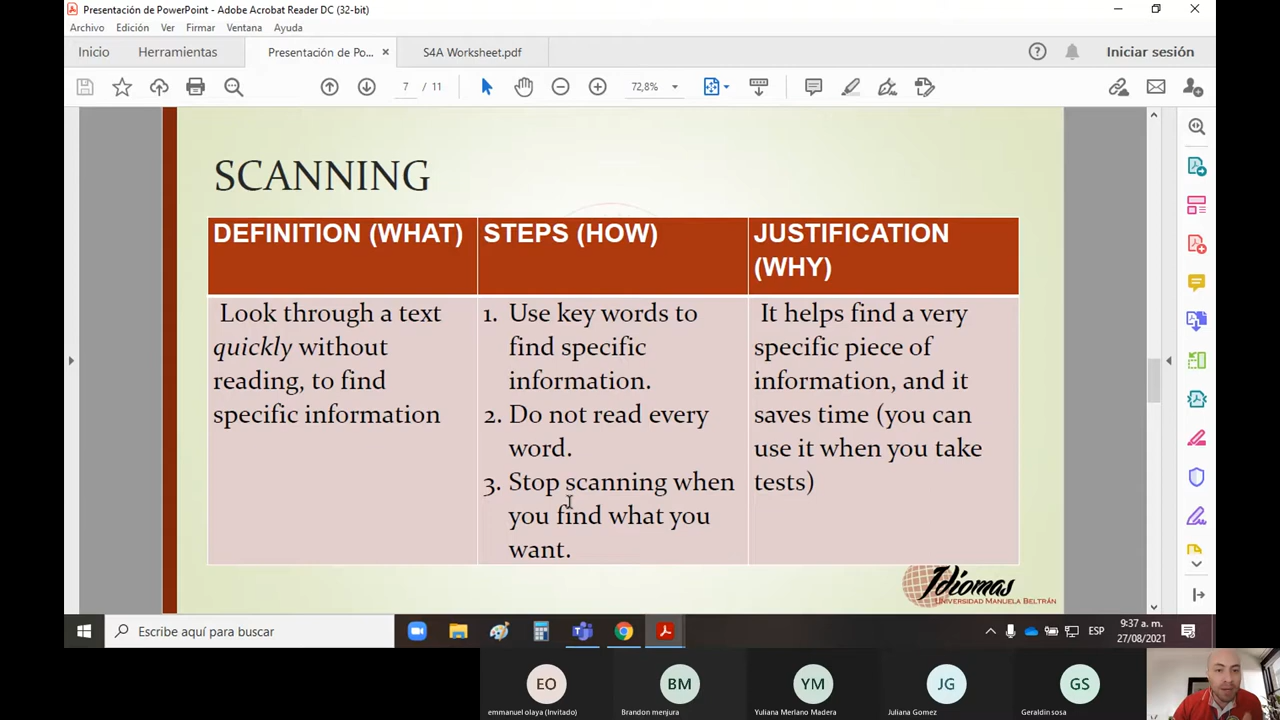 Presentación de PowerPoint - Adobe Acrobat Reader DC (32-bit)
Archivo Edición Ver Firmar Ventana Ayuda
Inicio Herramientas Presentación de Po... × S4A Worksheet.pdf Iniciar sesión
7 / 11 72,8%
SCANNING
DEFINITION (WHAT)
STEPS (HOW)
JUSTIFICATION
(WHY)
Look through a text
quickly without
reading, to find
specific information
1. Use key words to
find specific
information.
2. Do not read every
word.
3. Stop scanning when
you find what you
want.
It helps find a very
specific piece of
information, and it
saves time (you can
use it when you take
tests)
Idiomas
UNIVERSIDAD MANUELA BELTRÁN
Escribe aquí para buscar
ESP
9:37 a. m.
27/08/2021
EO
BM
YM
JG
GS
emmanuel olaya (Invitado)
Brandon menjura
Yuliana Merlano Madera
Juliana Gomez
Geraldin sosa